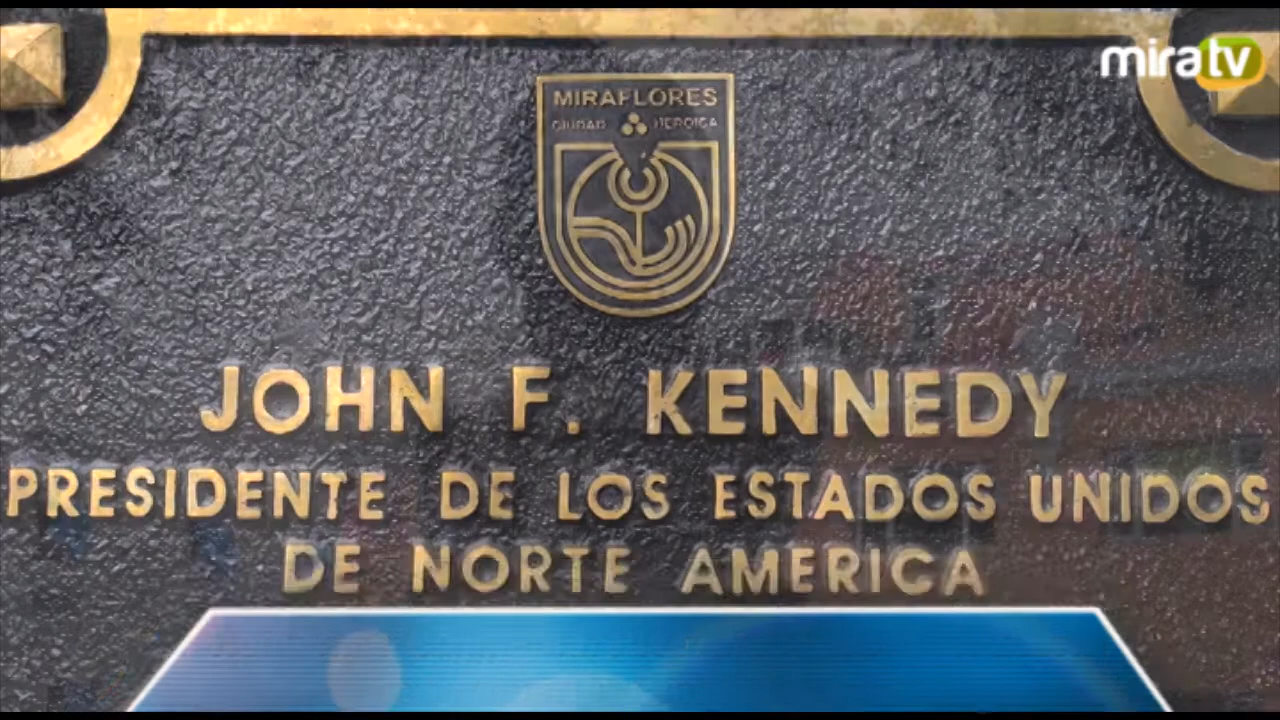 miratv
MIRAFLORES
CIUDAD HEROICA
JOHN F. KENNEDY
PRESIDENTE DE LOS ESTADOS UNIDOS
DE NORTE AMERICA